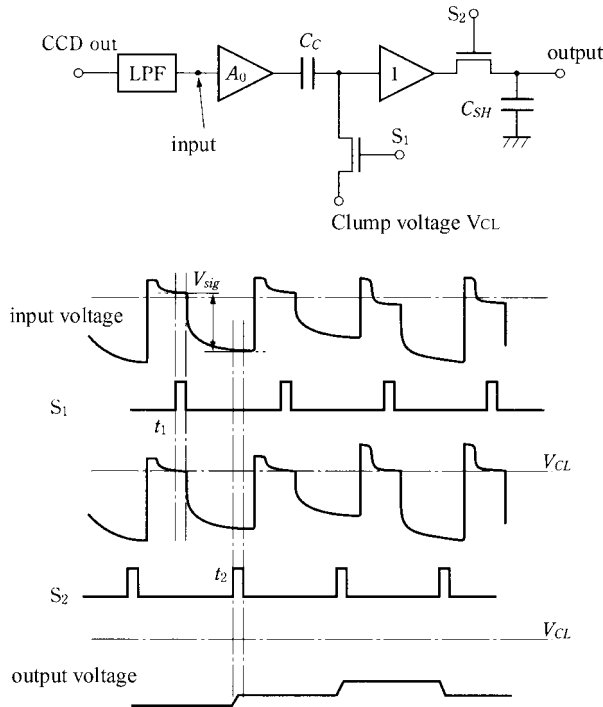 S2
CCD out
LPF
A0
CC
1
output
input
S1
CSH
Clump voltage VCL
Vsig
input voltage
S1
t1
VCL
t2
S2
VCL
output voltage